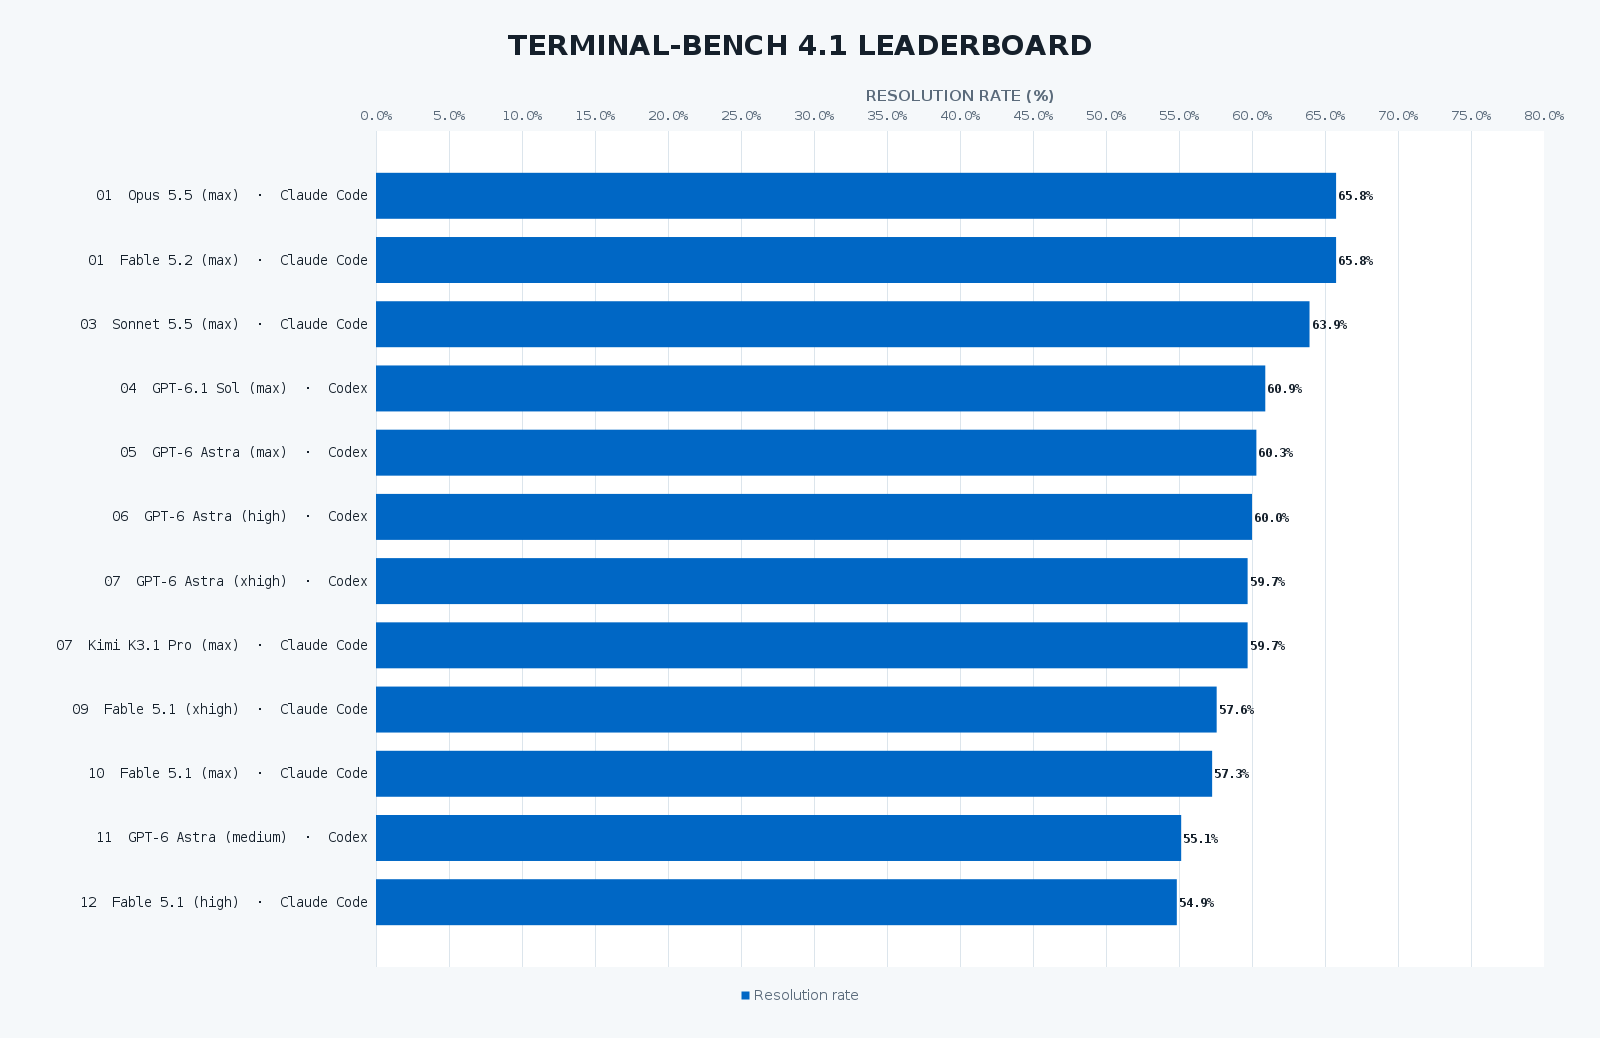 TERMINAL-BENCH 4.1 LEADERBOARD
RESOLUTION RATE (%)
0.0% 5.0% 10.0% 15.0% 20.0% 25.0% 30.0% 35.0% 40.0% 45.0% 50.0% 55.0% 60.0% 65.0% 70.0% 75.0% 80.0%
01 Opus 5.5 (max) · Claude Code 65.8%
01 Fable 5.2 (max) · Claude Code 65.8%
03 Sonnet 5.5 (max) · Claude Code 63.9%
04 GPT-6.1 Sol (max) · Codex 60.9%
05 GPT-6 Astra (max) · Codex 60.3%
06 GPT-6 Astra (high) · Codex 60.0%
07 GPT-6 Astra (xhigh) · Codex 59.7%
07 Kimi K3.1 Pro (max) · Claude Code 59.7%
09 Fable 5.1 (xhigh) · Claude Code 57.6%
10 Fable 5.1 (max) · Claude Code 57.3%
11 GPT-6 Astra (medium) · Codex 55.1%
12 Fable 5.1 (high) · Claude Code 54.9%
Resolution rate